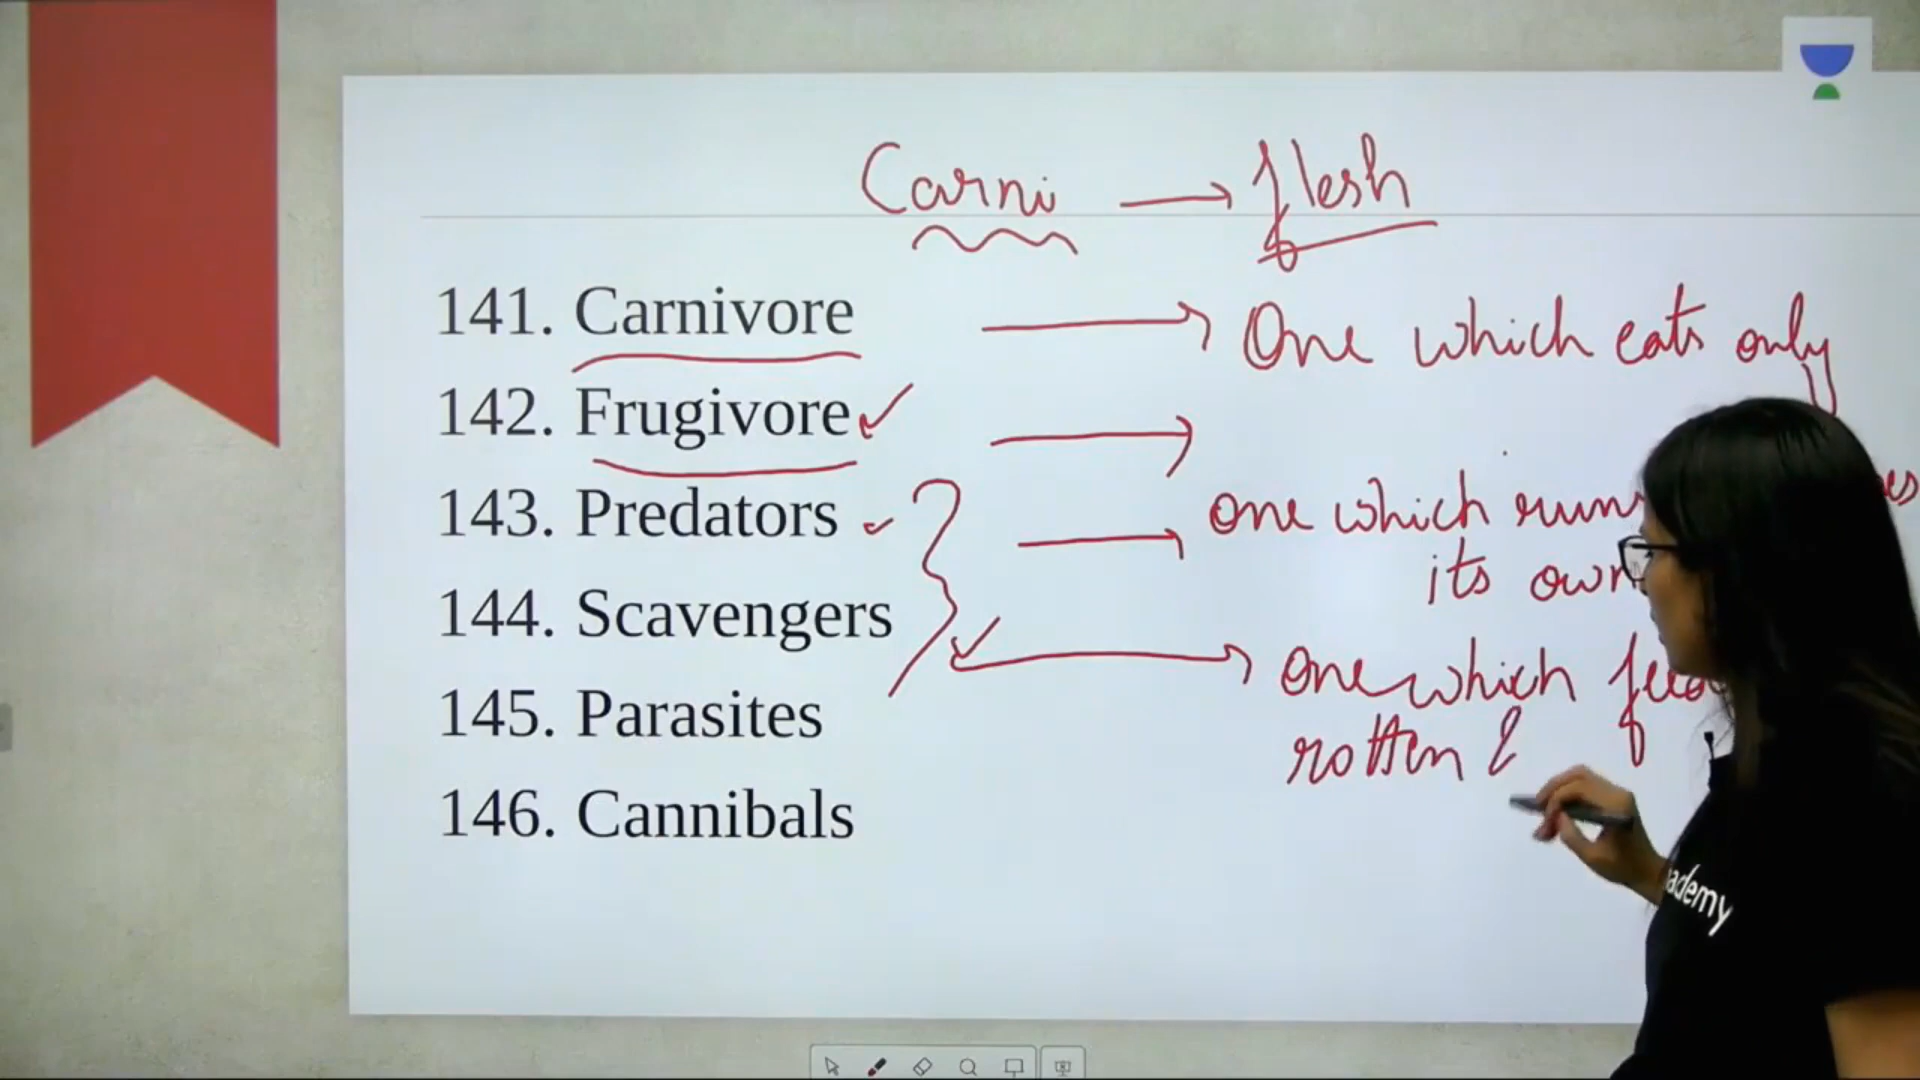 Carni → flesh
141. Carnivore → One which eats only
142. Frugivore ✓ →
143. Predators ✓ → one which runs
its own
144. Scavengers ✓ → one which
rotten &
145. Parasites
146. Cannibals
ademy